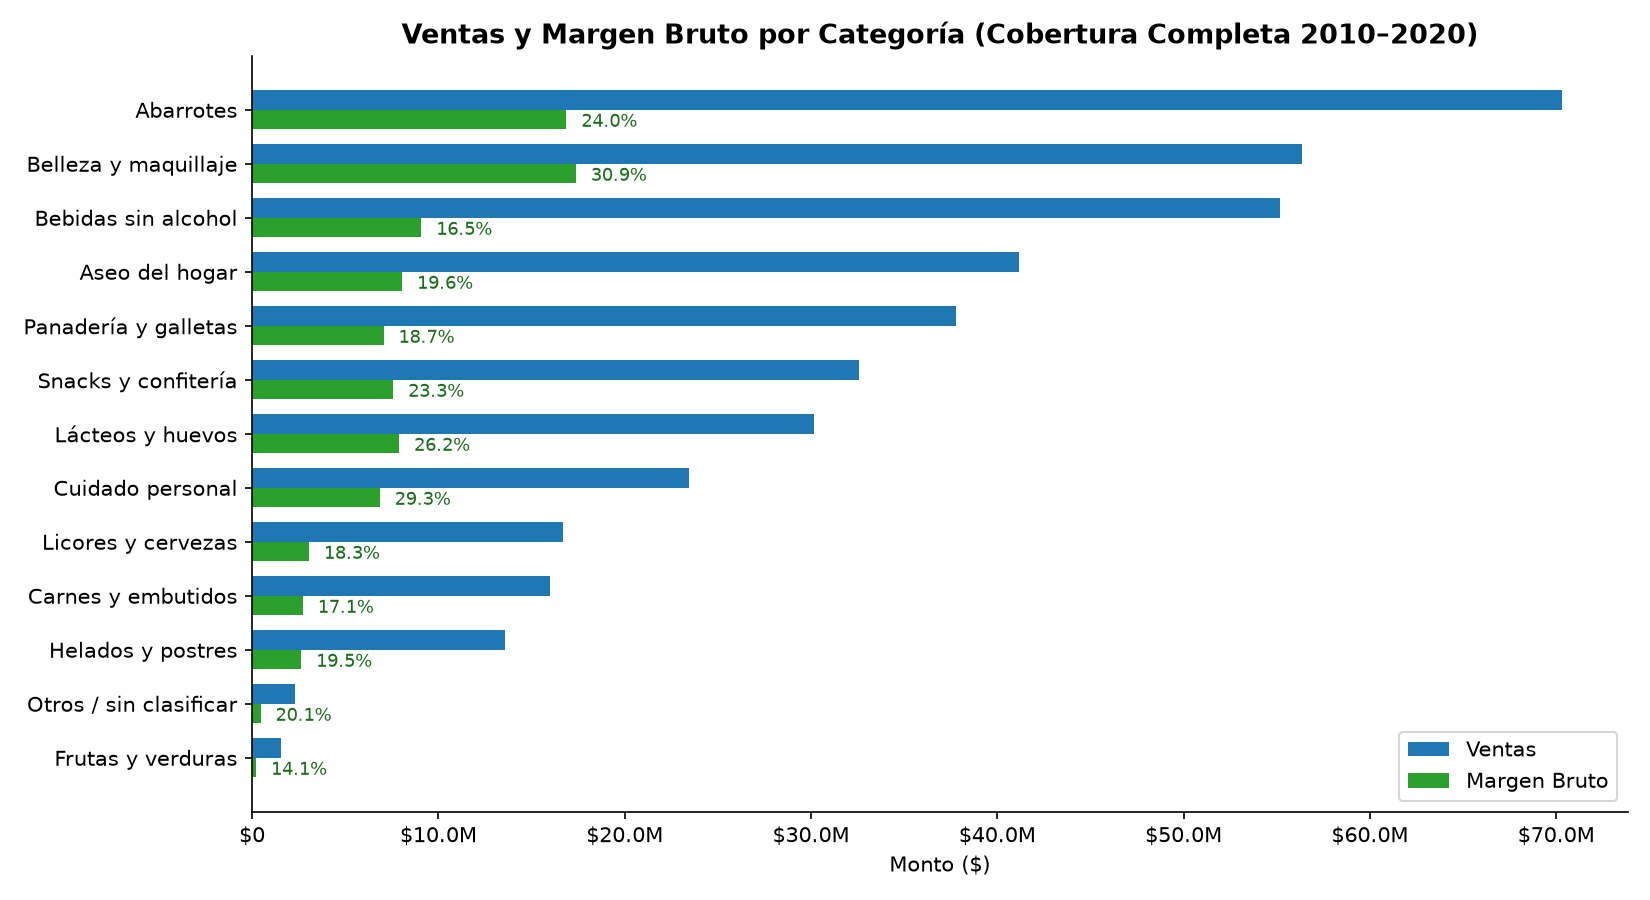 Ventas y Margen Bruto por Categoría (Cobertura Completa 2010–2020)
Abarrotes
24.0%
Belleza y maquillaje
30.9%
Bebidas sin alcohol
16.5%
Aseo del hogar
19.6%
Panadería y galletas
18.7%
Snacks y confitería
23.3%
Lácteos y huevos
26.2%
Cuidado personal
29.3%
Licores y cervezas
18.3%
Carnes y embutidos
17.1%
Helados y postres
19.5%
Otros / sin clasificar
20.1%
Frutas y verduras
14.1%
Ventas
Margen Bruto
$0 $10.0M $20.0M $30.0M $40.0M $50.0M $60.0M $70.0M
Monto ($)